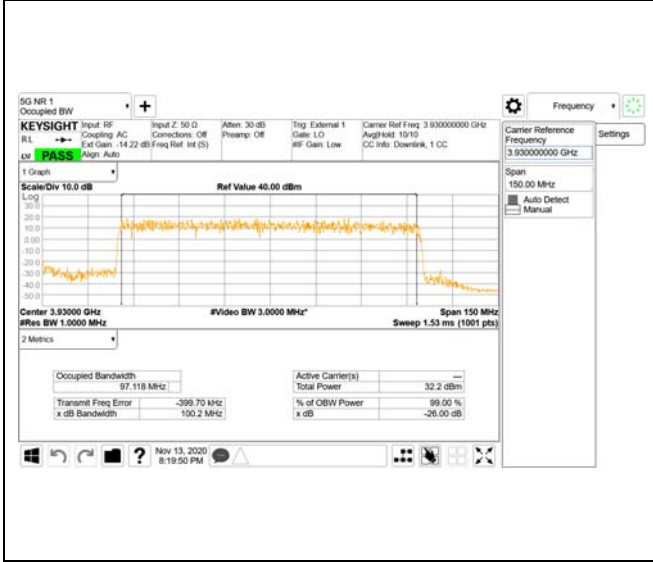 5G NR 1
Occupied BW
Frequency
KEYSIGHT
Input: RF
Input Z: 50 Ω
Atten: 30 dB
Trig: External 1
Carrier Ref Freq: 3.930000000 GHz
R L
Coupling: AC
Corrections: Off
Preamp: Off
Gate: LO
Avg|Hold: 10/10
Ext Gain: -14.22 dB
Freq Ref: Int (S)
#IF Gain: Low
CC Info: Downlink, 1 CC
PASS
Align: Auto
Carrier Reference
Frequency
3.930000000 GHz
Settings
Span
150.00 MHz
Auto Detect
Manual
1 Graph
Scale/Div 10.0 dB
Ref Value 40.00 dBm
Log
30.0
20.0
10.0
0.00
-10.0
-20.0
-30.0
-40.0
-50.0
Center 3.93000 GHz
#Video BW 3.0000 MHz*
Span 150 MHz
#Res BW 1.0000 MHz
Sweep 1.53 ms (1001 pts)
2 Metrics
Occupied Bandwidth
97.118 MHz
Active Carrier(s)
---
Total Power
32.2 dBm
Transmit Freq Error
-399.70 kHz
% of OBW Power
99.00 %
x dB Bandwidth
100.2 MHz
x dB
-26.00 dB
Nov 13, 2020
8:19:50 PM